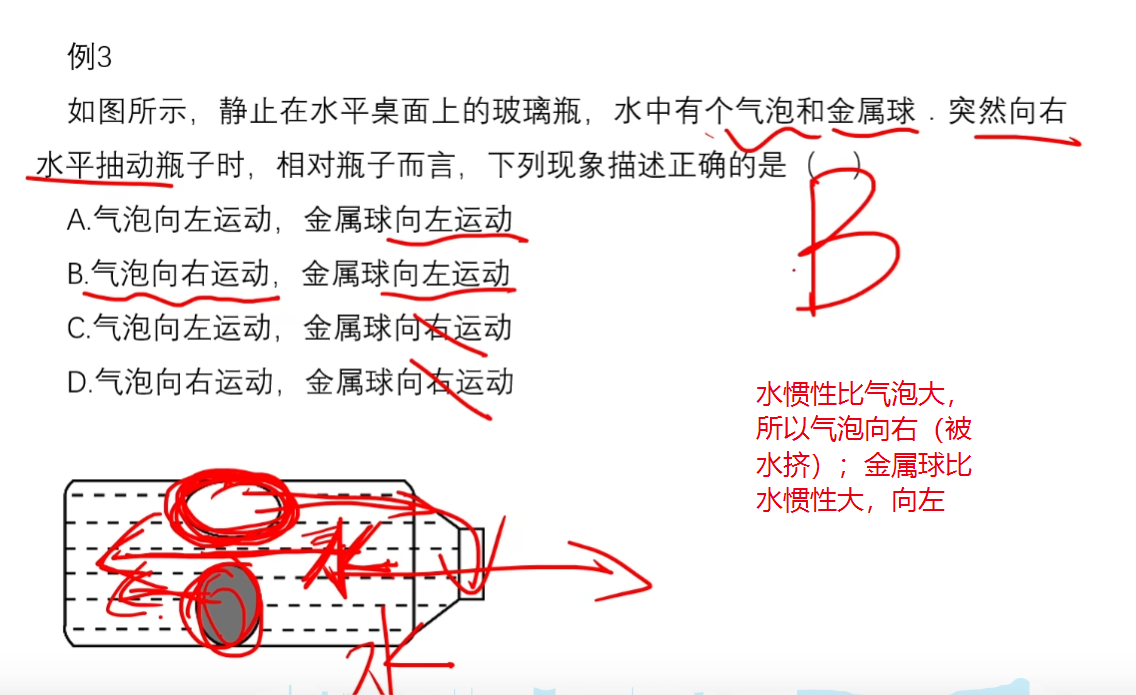 例3
如图所示，静止在水平桌面上的玻璃瓶，水中有个气泡和金属球．突然向右
水平抽动瓶子时，相对瓶子而言，下列现象描述正确的是（    ）
B
A.气泡向左运动，金属球向左运动
B.气泡向右运动，金属球向左运动
C.气泡向左运动，金属球向右运动
D.气泡向右运动，金属球向右运动
水惯性比气泡大，
所以气泡向右（被
水挤）；金属球比
水惯性大，向左
水
水